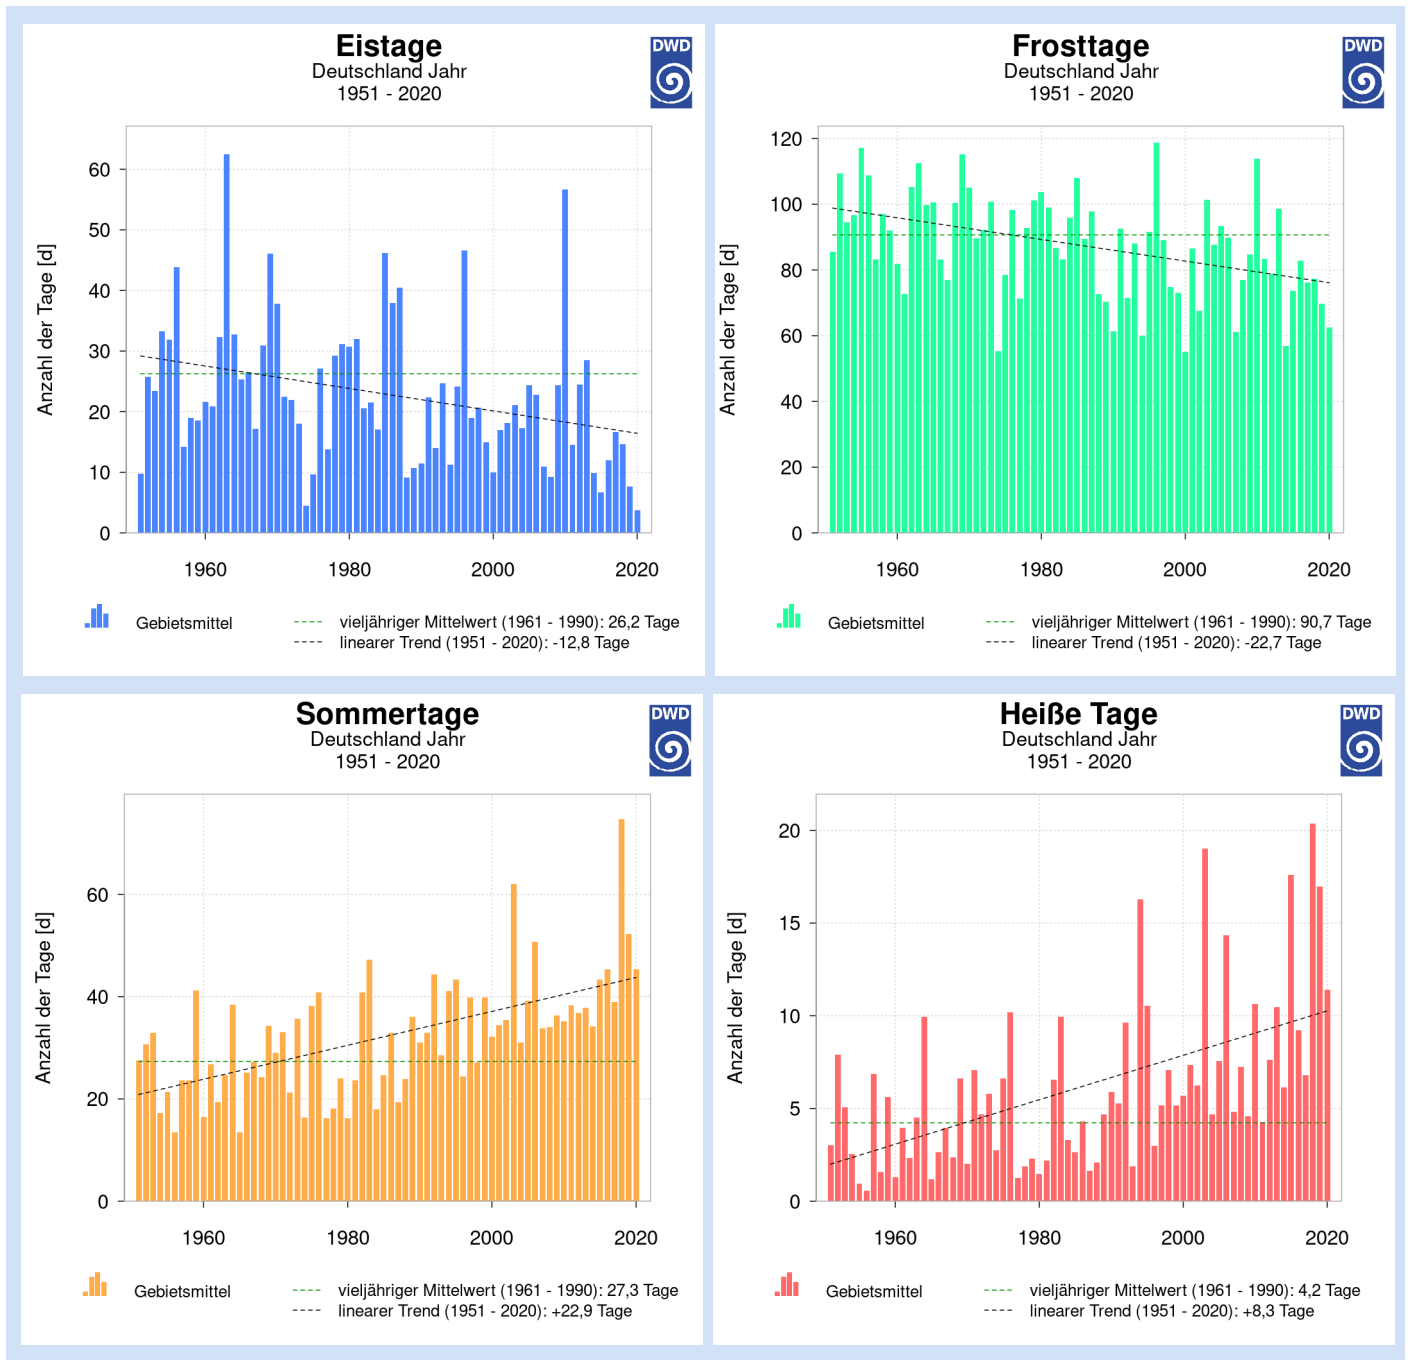 Eistage
Deutschland Jahr
1951 - 2020
DWD
Anzahl der Tage [d]
60
50
40
30
20
10
0
1960
1980
2000
2020
Gebietsmittel
vieljähriger Mittelwert (1961 - 1990): 26,2 Tage
linearer Trend (1951 - 2020): -12,8 Tage
Frosttage
Deutschland Jahr
1951 - 2020
DWD
Anzahl der Tage [d]
120
100
80
60
40
20
0
1960
1980
2000
2020
Gebietsmittel
vieljähriger Mittelwert (1961 - 1990): 90,7 Tage
linearer Trend (1951 - 2020): -22,7 Tage
Sommertage
Deutschland Jahr
1951 - 2020
DWD
Anzahl der Tage [d]
60
40
20
0
1960
1980
2000
2020
Gebietsmittel
vieljähriger Mittelwert (1961 - 1990): 27,3 Tage
linearer Trend (1951 - 2020): +22,9 Tage
Heiße Tage
Deutschland Jahr
1951 - 2020
DWD
Anzahl der Tage [d]
20
15
10
5
0
1960
1980
2000
2020
Gebietsmittel
vieljähriger Mittelwert (1961 - 1990): 4,2 Tage
linearer Trend (1951 - 2020): +8,3 Tage